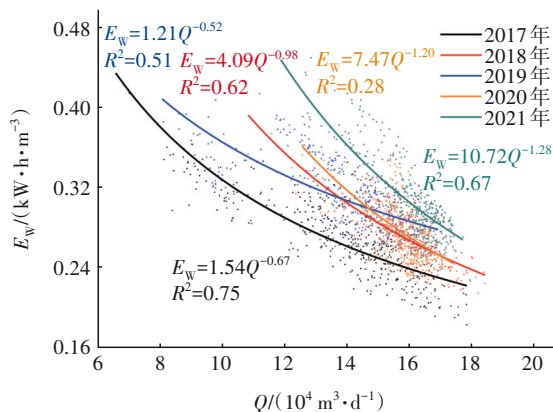 0.48
0.40
0.32
0.24
0.16
E_W/(kW·h·m⁻³)
E_W=1.21Q⁻⁰·⁵²
R²=0.51
E_W=4.09Q⁻⁰·⁹⁸
R²=0.62
E_W=7.47Q⁻¹·²⁰
R²=0.28
2017年
2018年
2019年
2020年
2021年
E_W=10.72Q⁻¹·²⁸
R²=0.67
E_W=1.54Q⁻⁰·⁶⁷
R²=0.75
6 8 10 12 14 16 18 20
Q/(10⁴ m³·d⁻¹)